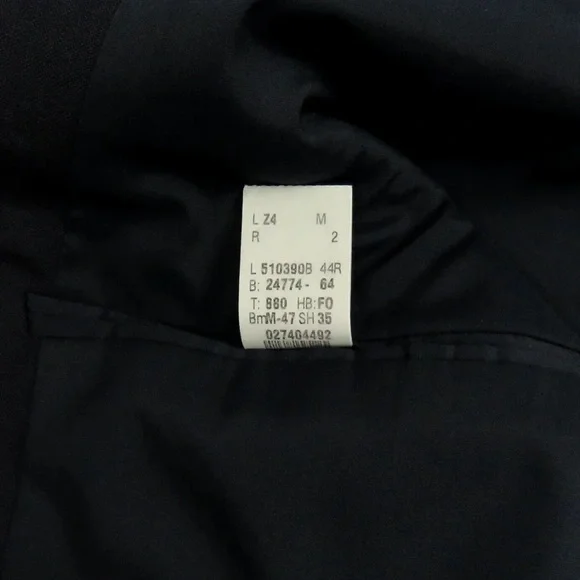 L Z4 M
R 2
L 510390B 44R
B: 24774- 64
T: 880 HB:FO
BmM-47 SH 35
027404492